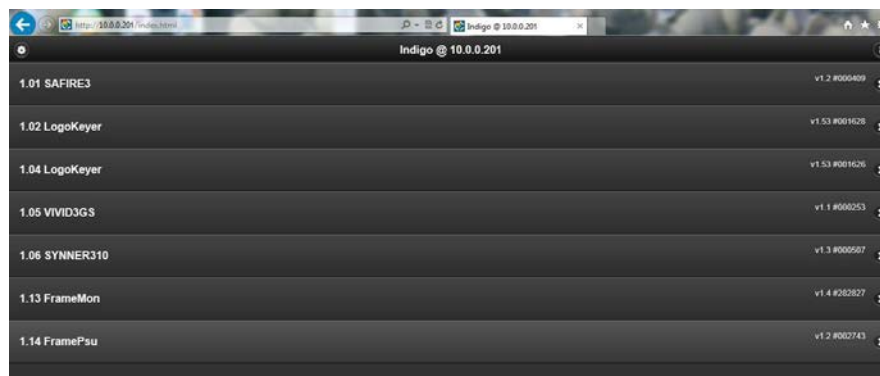 http://10.0.0.201/index.html
Indigo @ 10.0.0.201
Indigo @ 10.0.0.201
1.01 SAFIRE3
v1.2 #000409
1.02 LogoKeyer
v1.53 #001628
1.04 LogoKeyer
v1.53 #001626
1.05 VIVID3GS
v1.1 #000253
1.06 SYNNER310
v1.3 #000507
1.13 FrameMon
v1.4 #282827
1.14 FramePsu
v1.2 #002743